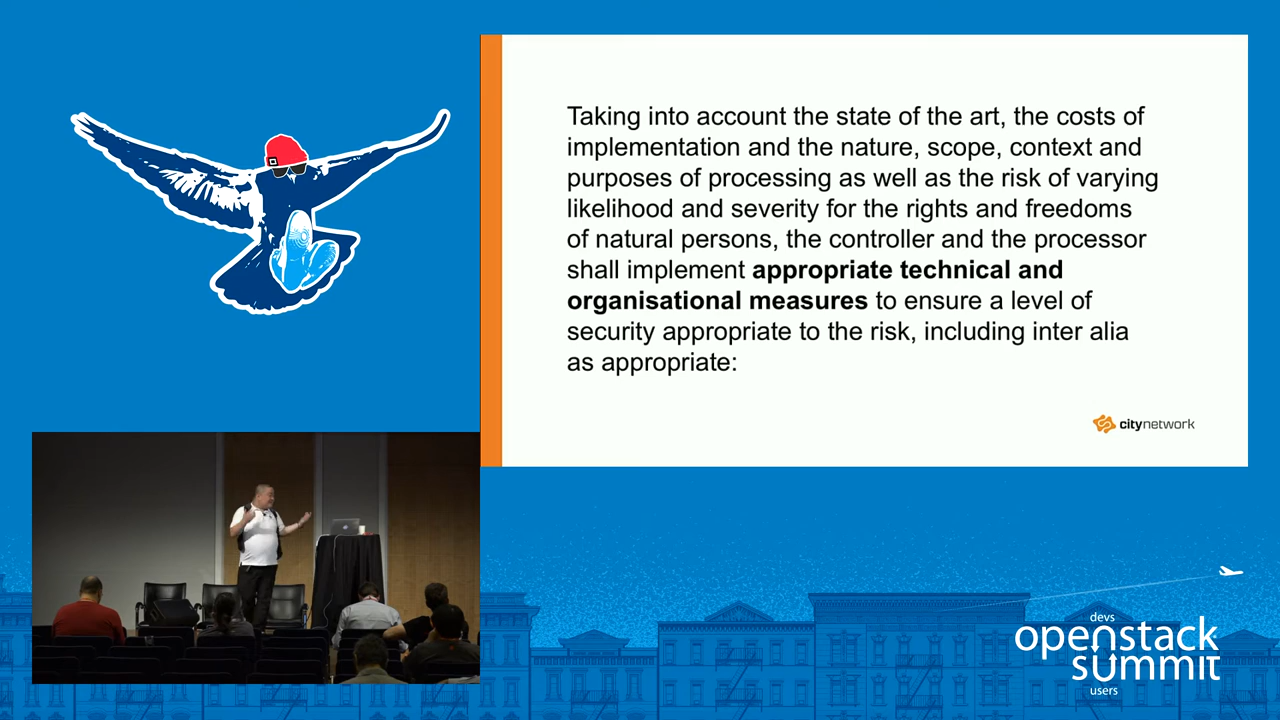 Taking into account the state of the art, the costs of
implementation and the nature, scope, context and
purposes of processing as well as the risk of varying
likelihood and severity for the rights and freedoms
of natural persons, the controller and the processor
shall implement appropriate technical and
organisational measures to ensure a level of
security appropriate to the risk, including inter alia
as appropriate:
citynetwork
devs
openstack
summit
users